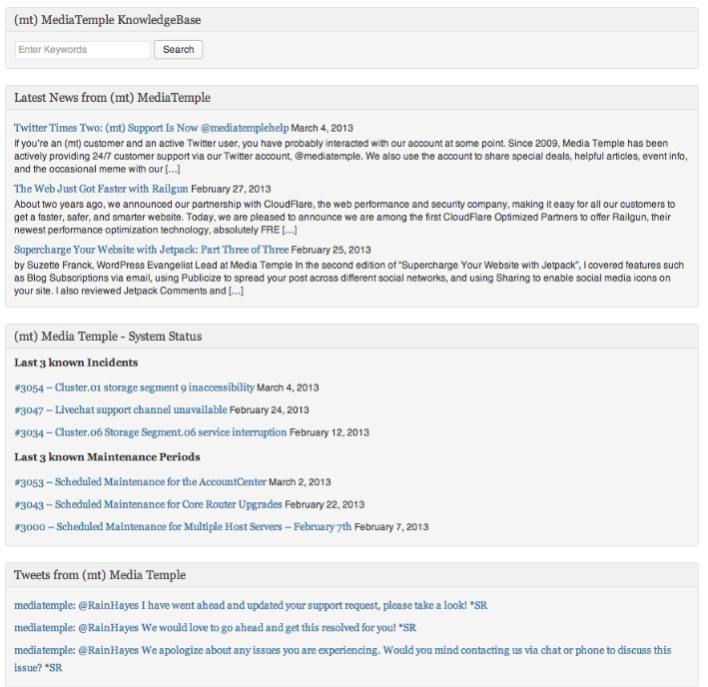 (mt) MediaTemple KnowledgeBase
Enter Keywords Search
Latest News from (mt) MediaTemple
Twitter Times Two: (mt) Support Is Now @mediatemplehelp March 4, 2013
If you're an (mt) customer and an active Twitter user, you have probably interacted with our account at some point. Since 2009, Media Temple has been
actively providing 24/7 customer support via our Twitter account, @mediatemple. We also use the account to share special deals, helpful articles, event info,
and the occasional meme with our [...]
The Web Just Got Faster with Railgun February 27, 2013
About two years ago, we announced our partnership with CloudFlare, the web performance and security company, making it easy for all our customers to
get a faster, safer, and smarter website. Today, we are pleased to announce we are among the first CloudFlare Optimized Partners to offer Railgun, their
newest performance optimization technology, absolutely FRE [...]
Supercharge Your Website with Jetpack: Part Three of Three February 25, 2013
by Suzette Franck, WordPress Evangelist Lead at Media Temple In the second edition of "Supercharge Your Website with Jetpack", I covered features such
as Blog Subscriptions via email, using Publicize to spread your post across different social networks, and using Sharing to enable social media icons on
your site. I also reviewed Jetpack Comments and [...]
(mt) Media Temple - System Status
Last 3 known Incidents
#3054 – Cluster.01 storage segment 9 inaccessibility March 4, 2013
#3047 – Livechat support channel unavailable February 24, 2013
#3034 – Cluster.06 Storage Segment.06 service interruption February 12, 2013
Last 3 known Maintenance Periods
#3053 – Scheduled Maintenance for the AccountCenter March 2, 2013
#3043 – Scheduled Maintenance for Core Router Upgrades February 22, 2013
#3000 – Scheduled Maintenance for Multiple Host Servers – February 7th February 7, 2013
Tweets from (mt) Media Temple
mediatemple: @RainHayes I have went ahead and updated your support request, please take a look! *SR
mediatemple: @RainHayes We would love to go ahead and get this resolved for you! *SR
mediatemple: @RainHayes We apologize about any issues you are experiencing. Would you mind contacting us via chat or phone to discuss this
issue? *SR